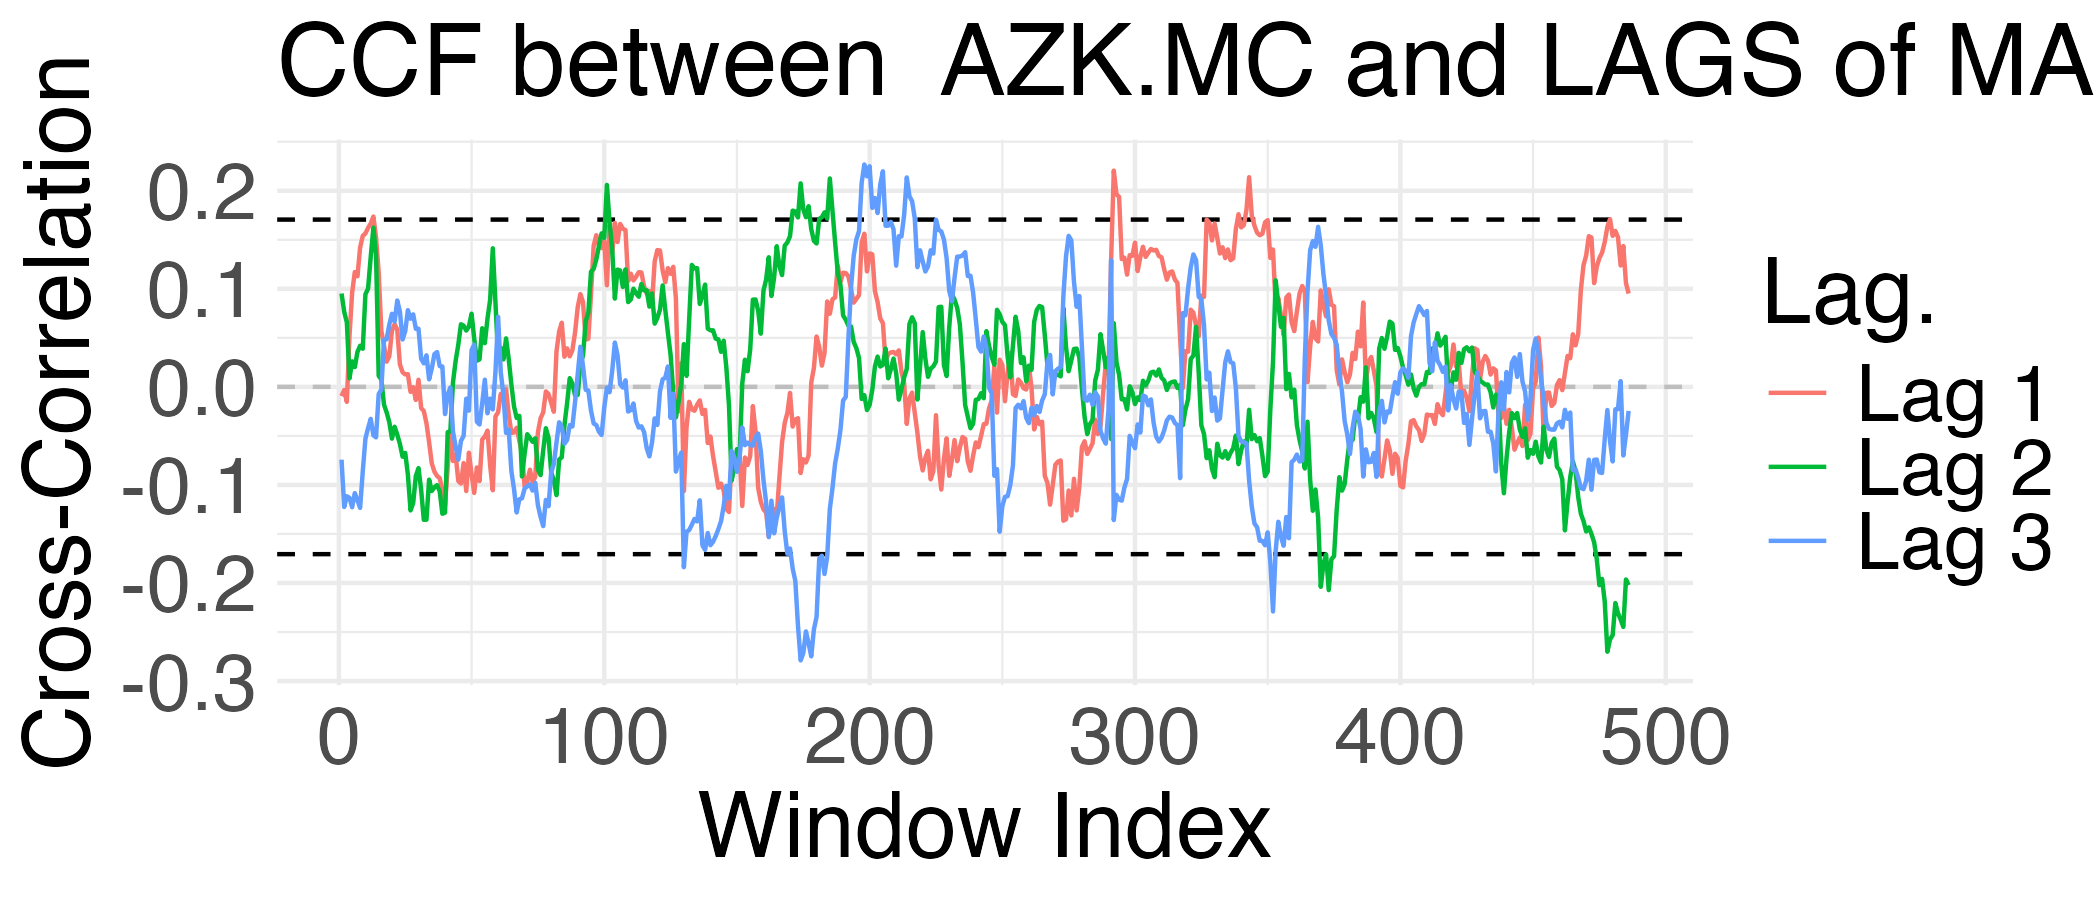 CCF between  AZK.MC and LAGS of MA
Cross-Correlation
0.2
0.1
0.0
-0.1
-0.2
-0.3
0 100 200 300 400 500
Window Index
Lag.
Lag 1
Lag 2
Lag 3